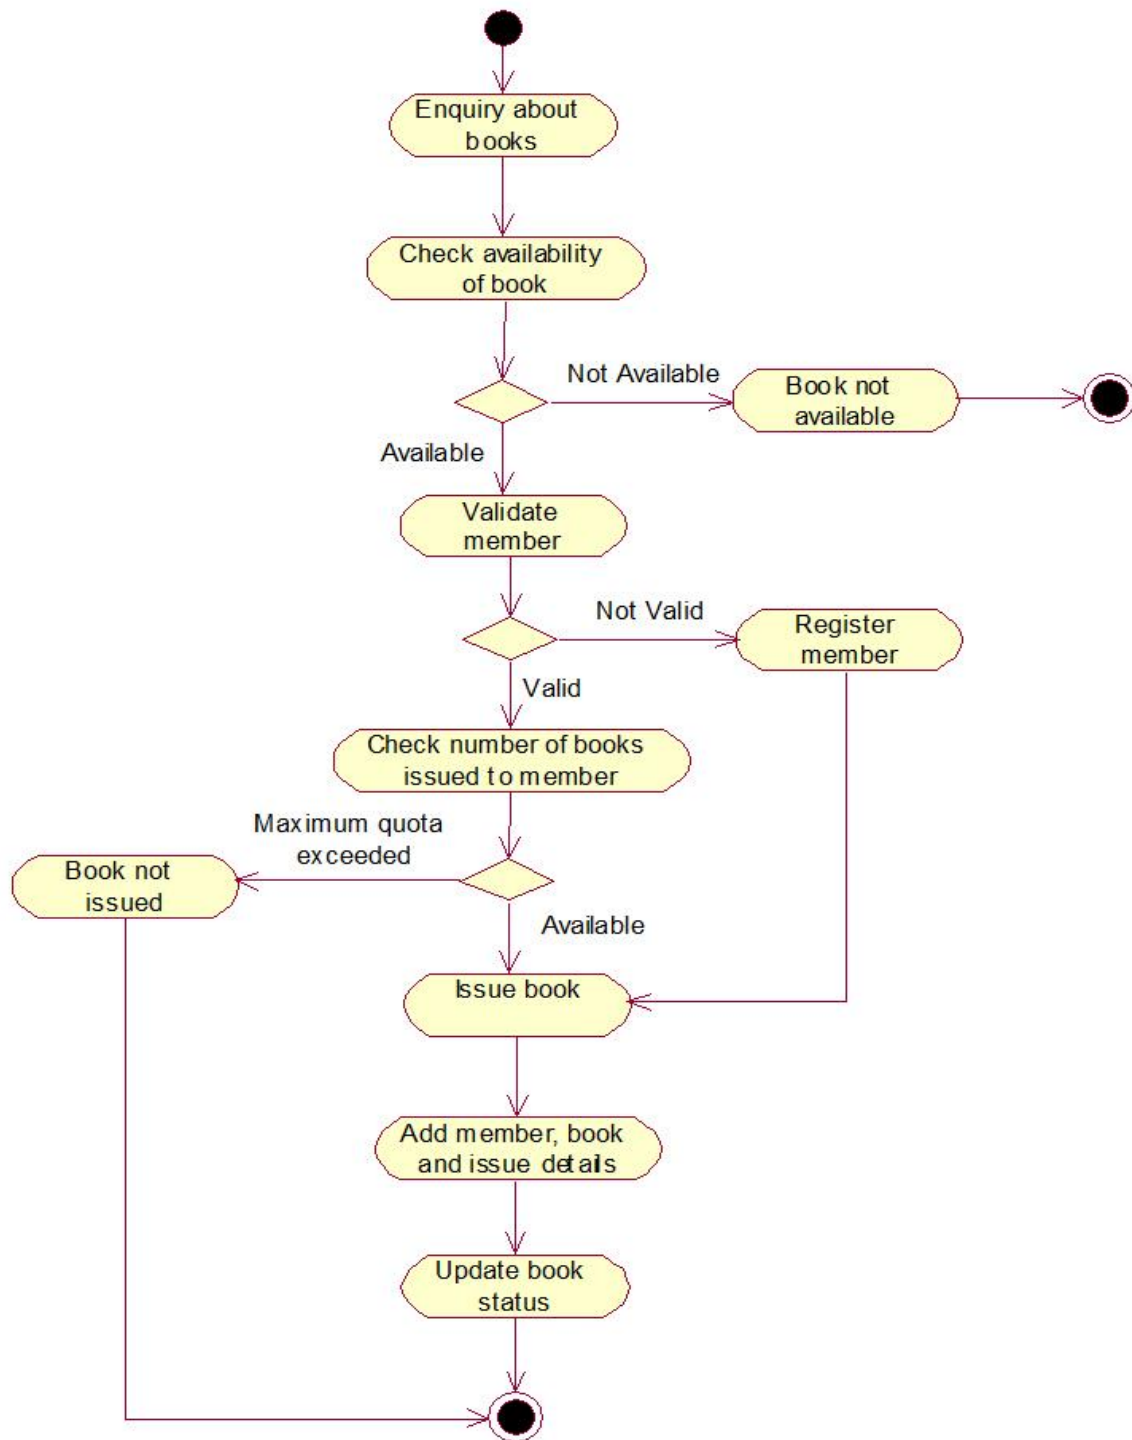 Enquiry about
books
Check availability
of book
Not Available
Book not
available
Available
Validate
member
Not Valid
Register
member
Valid
Check number of books
issued to member
Maximum quota
exceeded
Book not
issued
Available
Issue book
Add member, book
and issue details
Update book
status